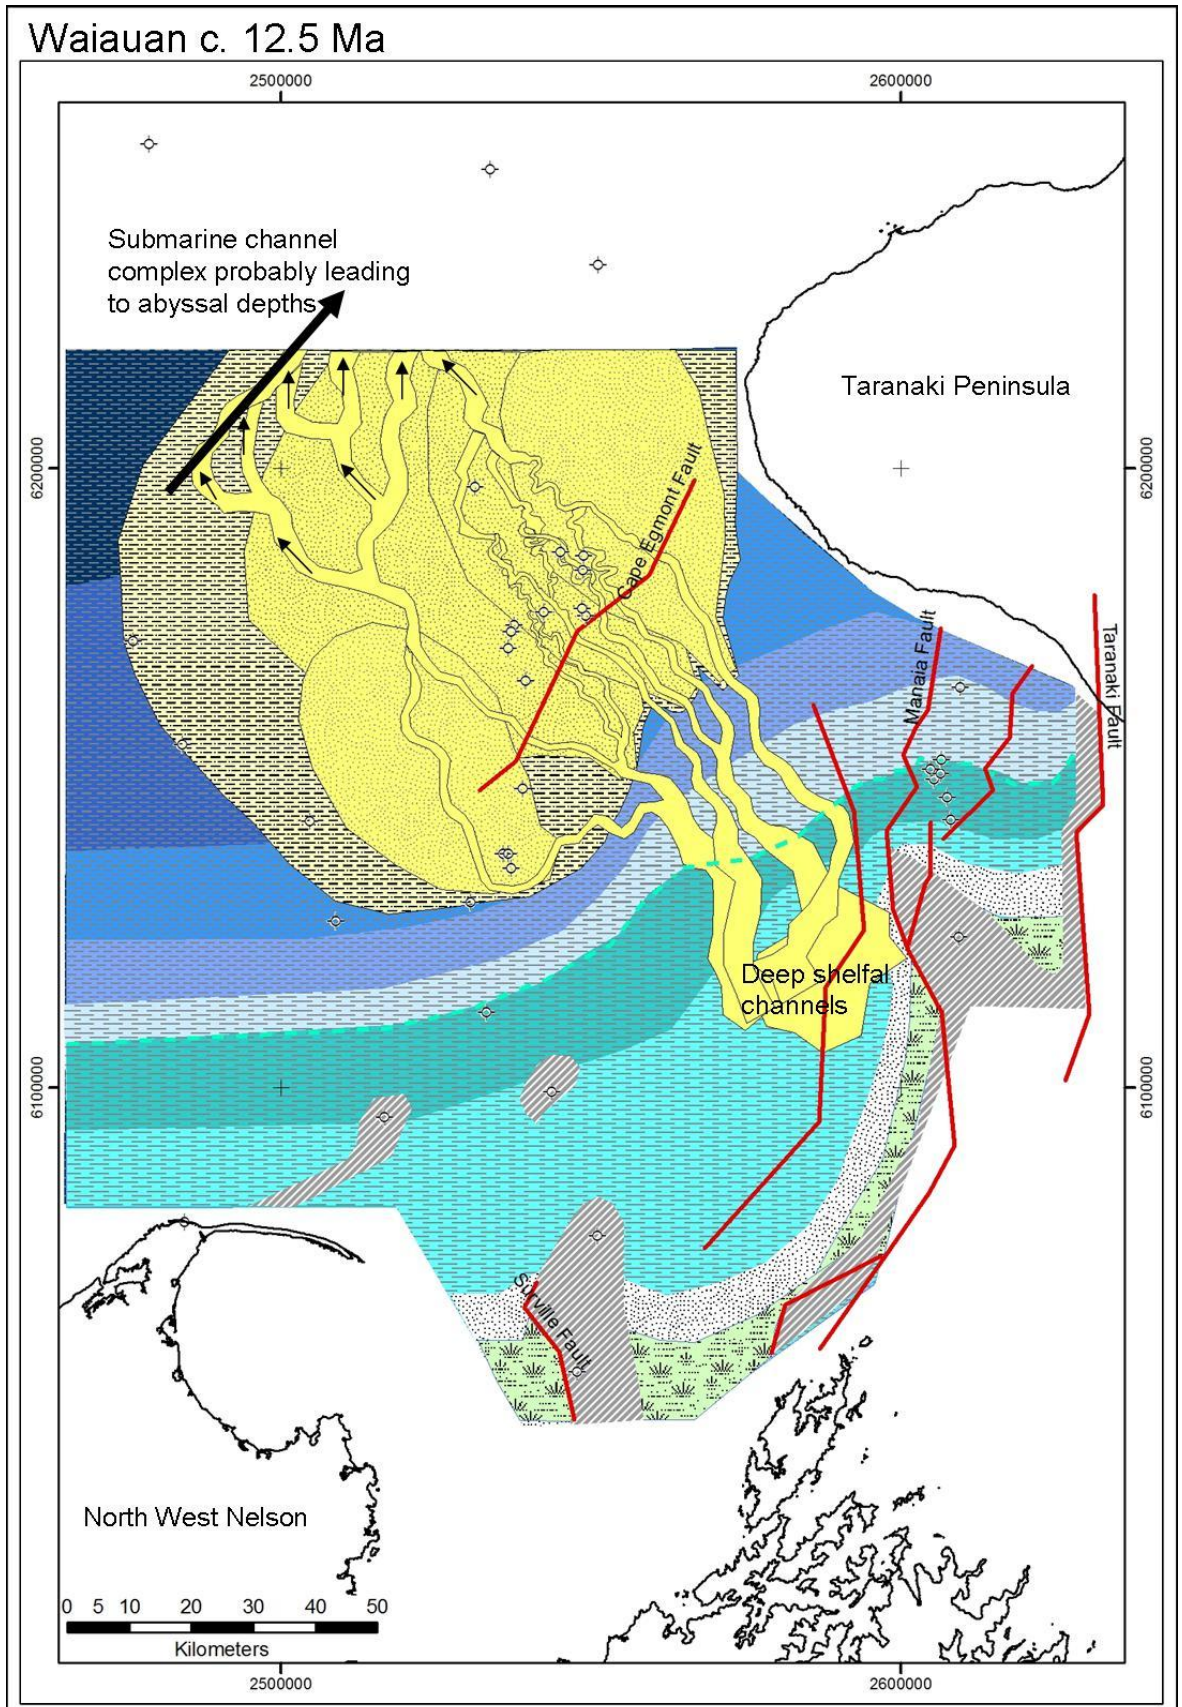 Waiauan c. 12.5 Ma
2500000
2600000
Submarine channel
complex probably leading
to abyssal depths
Taranaki Peninsula
6200000
6200000
Cape Egmont Fault
Manaia Fault
Taranaki Fault
Deep shelfal
channels
6100000
6100000
Surville Fault
North West Nelson
0 5 10 20 30 40 50
Kilometers
2500000
2600000